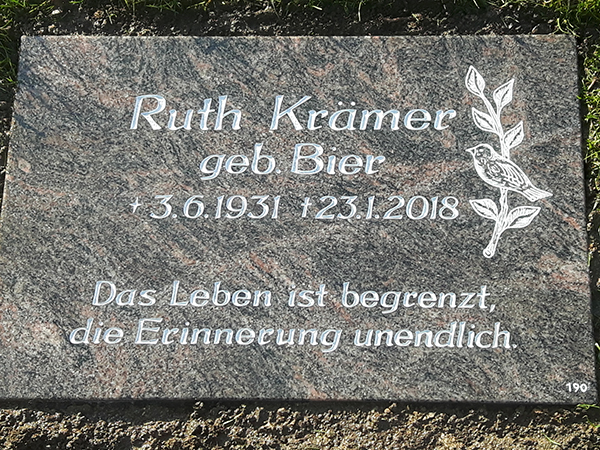 Ruth Krämer
geb. Bier
* 3.6.1931 † 23.1.2018
Das Leben ist begrenzt,
die Erinnerung unendlich.
190